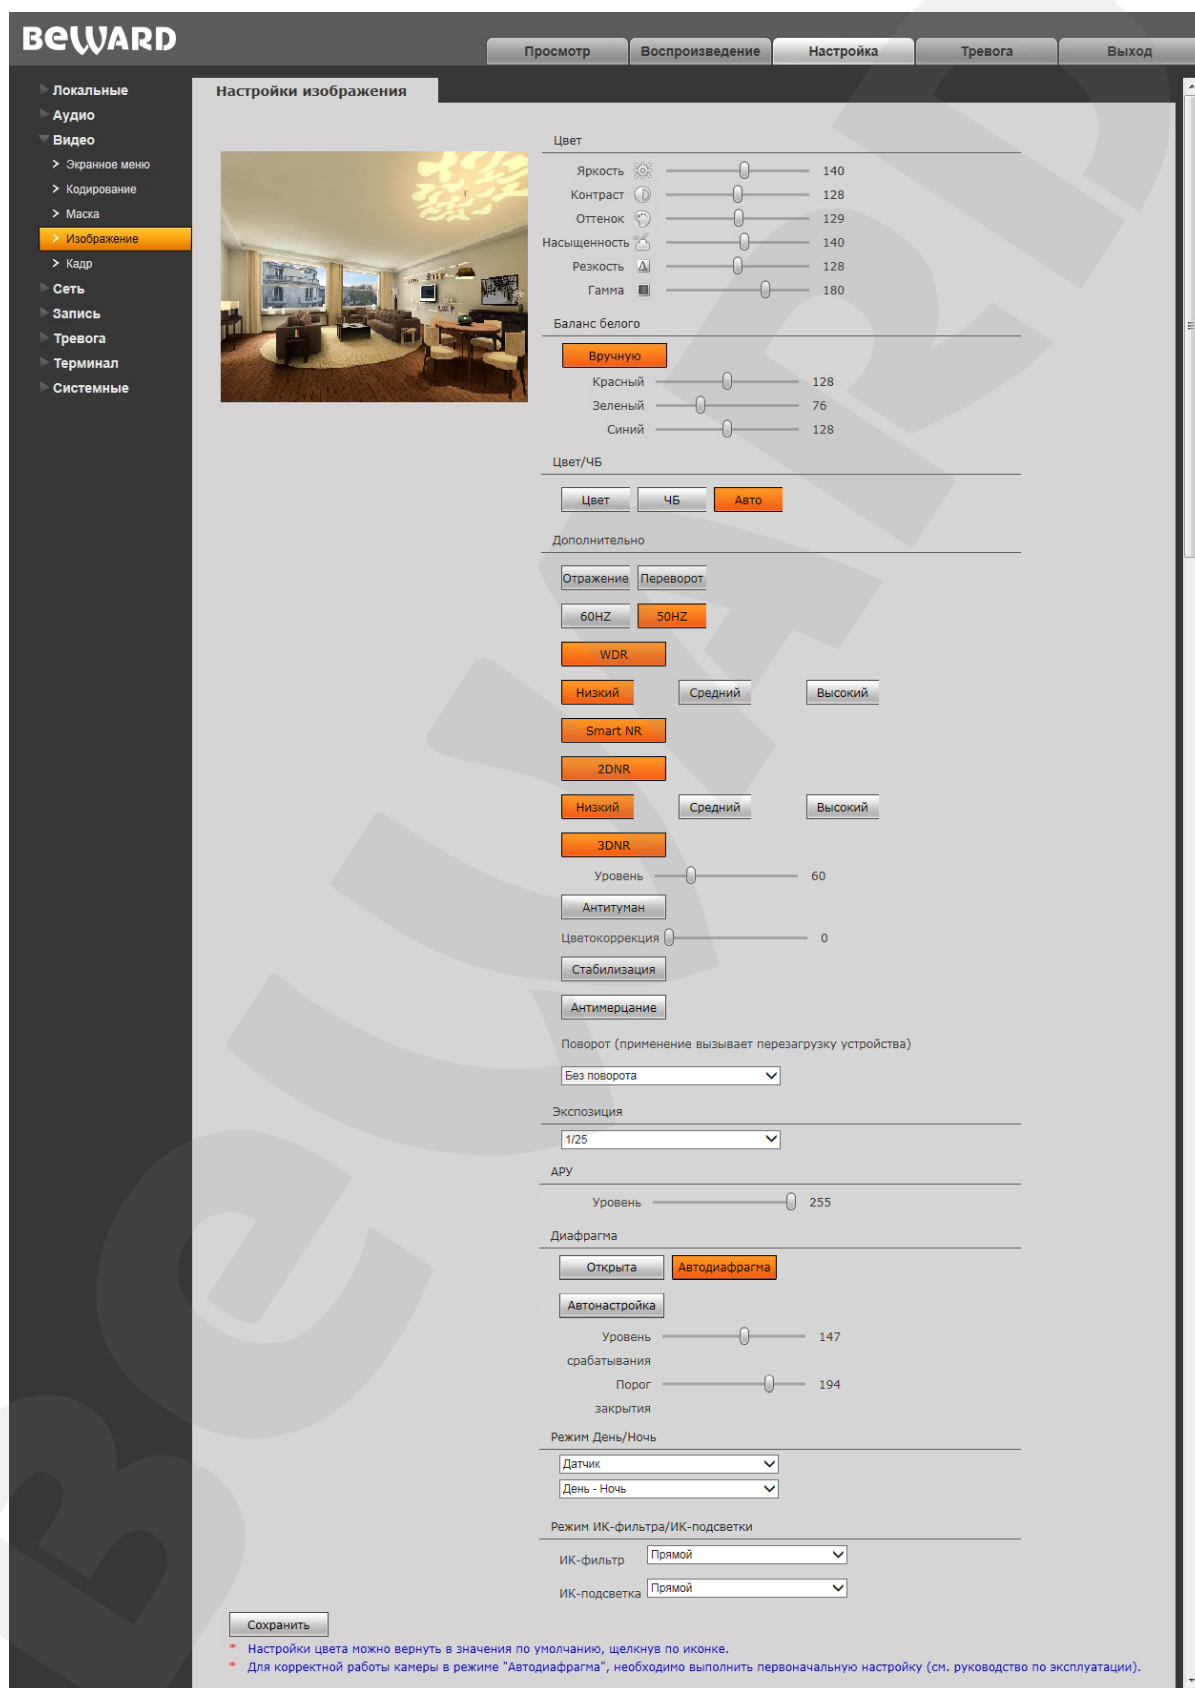 BEWARD
Просмотр Воспроизведение Настройка Тревога Выход
Локальные
Аудио
Видео
Экранное меню
Кодирование
Маска
Изображение
Кадр
Сеть
Запись
Тревога
Терминал
Системные
Настройки изображения
Цвет
Яркость 140
Контраст 128
Оттенок 129
Насыщенность 140
Резкость 128
Гамма 180
Баланс белого
Вручную
Красный 128
Зеленый 76
Синий 128
Цвет/ЧБ
Цвет ЧБ Авто
Дополнительно
Отражение Переворот
60HZ 50HZ
WDR
Низкий Средний Высокий
Smart NR
2DNR
Низкий Средний Высокий
3DNR
Уровень 60
Антитуман
Цветокоррекция 0
Стабилизация
Антимерцание
Поворот (применение вызывает перезагрузку устройства)
Без поворота
Экспозиция
1/25
АРУ
Уровень 255
Диафрагма
Открыта Автодиафрагма
Автонастройка
Уровень 147
срабатывания
Порог 194
закрытия
Режим День/Ночь
Датчик
День - Ночь
Режим ИК-фильтра/ИК-подсветки
ИК-фильтр Прямой
ИК-подсветка Прямой
Сохранить
* Настройки цвета можно вернуть в значения по умолчанию, щелкнув по иконке.
* Для корректной работы камеры в режиме "Автодиафрагма", необходимо выполнить первоначальную настройку (см. руководство по эксплуатации).